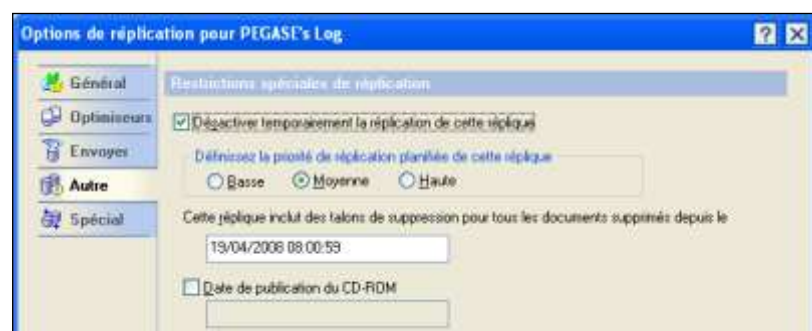 Options de réplication pour PEGASE's Log
Général
Optimiseurs
Envoyer
Autre
Spécial
Restrictions spéciales de réplication
Désactiver temporairement la réplication de cette réplique
Définissez la priorité de réplication planifiée de cette réplique
Basse Moyenne Haute
Cette réplique inclut des talons de suppression pour tous les documents supprimés depuis le
19/04/2008 08:00:59
Date de publication du CD-ROM